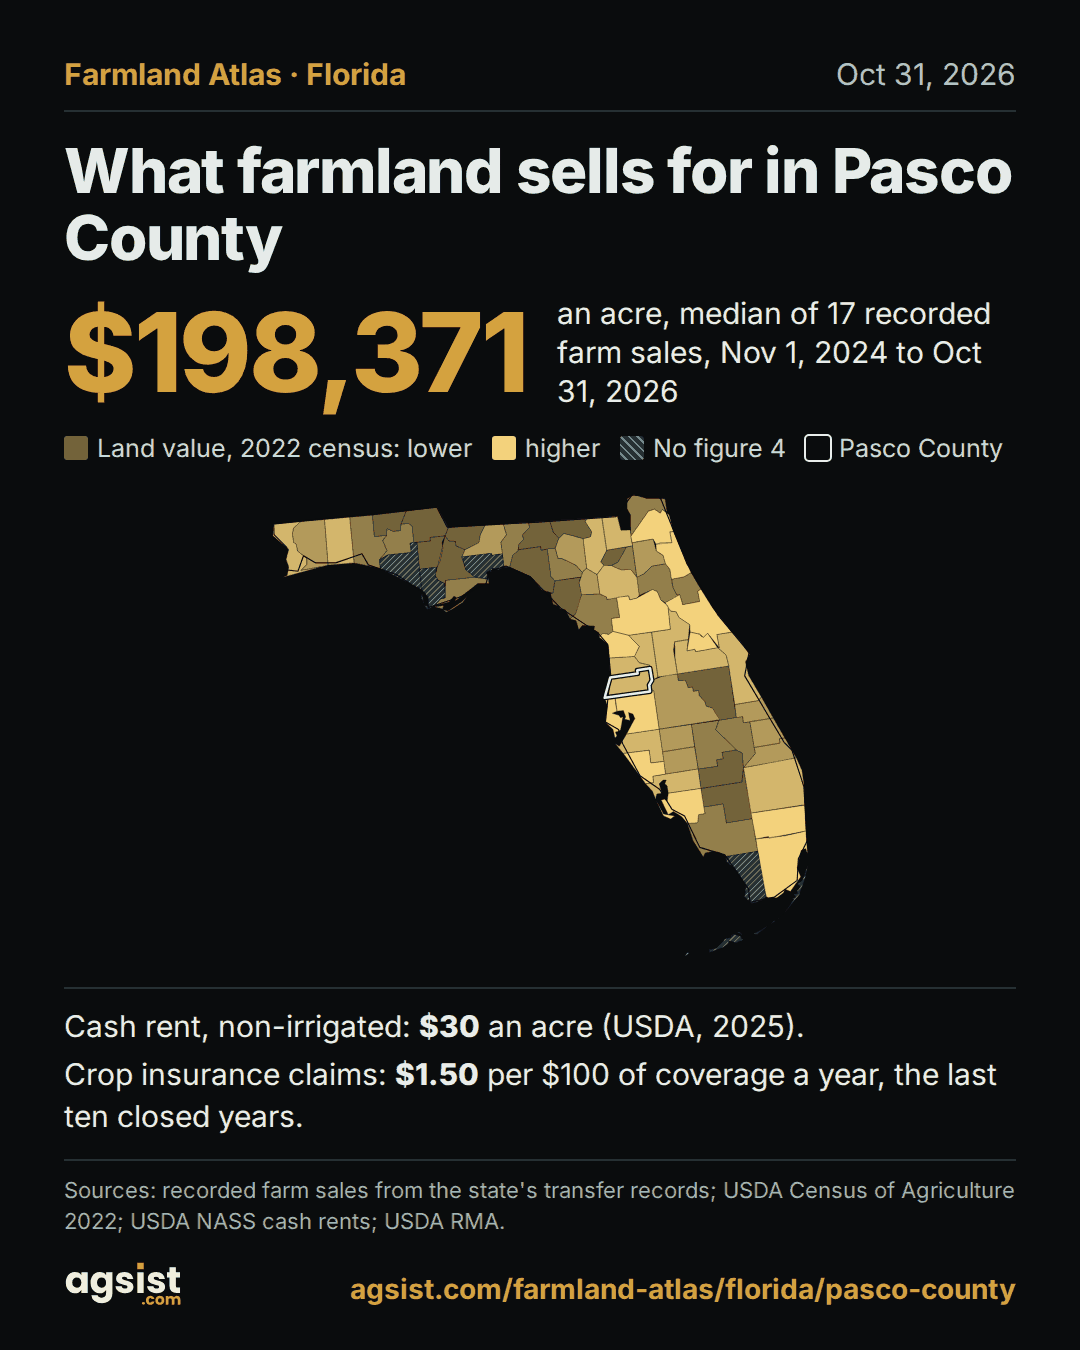 Farmland Atlas · Florida
Oct 31, 2026
What farmland sells for in Pasco
County
$198,371
an acre, median of 17 recorded
farm sales, Nov 1, 2024 to Oct
31, 2026
Land value, 2022 census: lower
higher
No figure 4
Pasco County
Cash rent, non-irrigated: $30 an acre (USDA, 2025).
Crop insurance claims: $1.50 per $100 of coverage a year, the last
ten closed years.
Sources: recorded farm sales from the state's transfer records; USDA Census of Agriculture
2022; USDA NASS cash rents; USDA RMA.
agsist
.com
agsist.com/farmland-atlas/florida/pasco-county